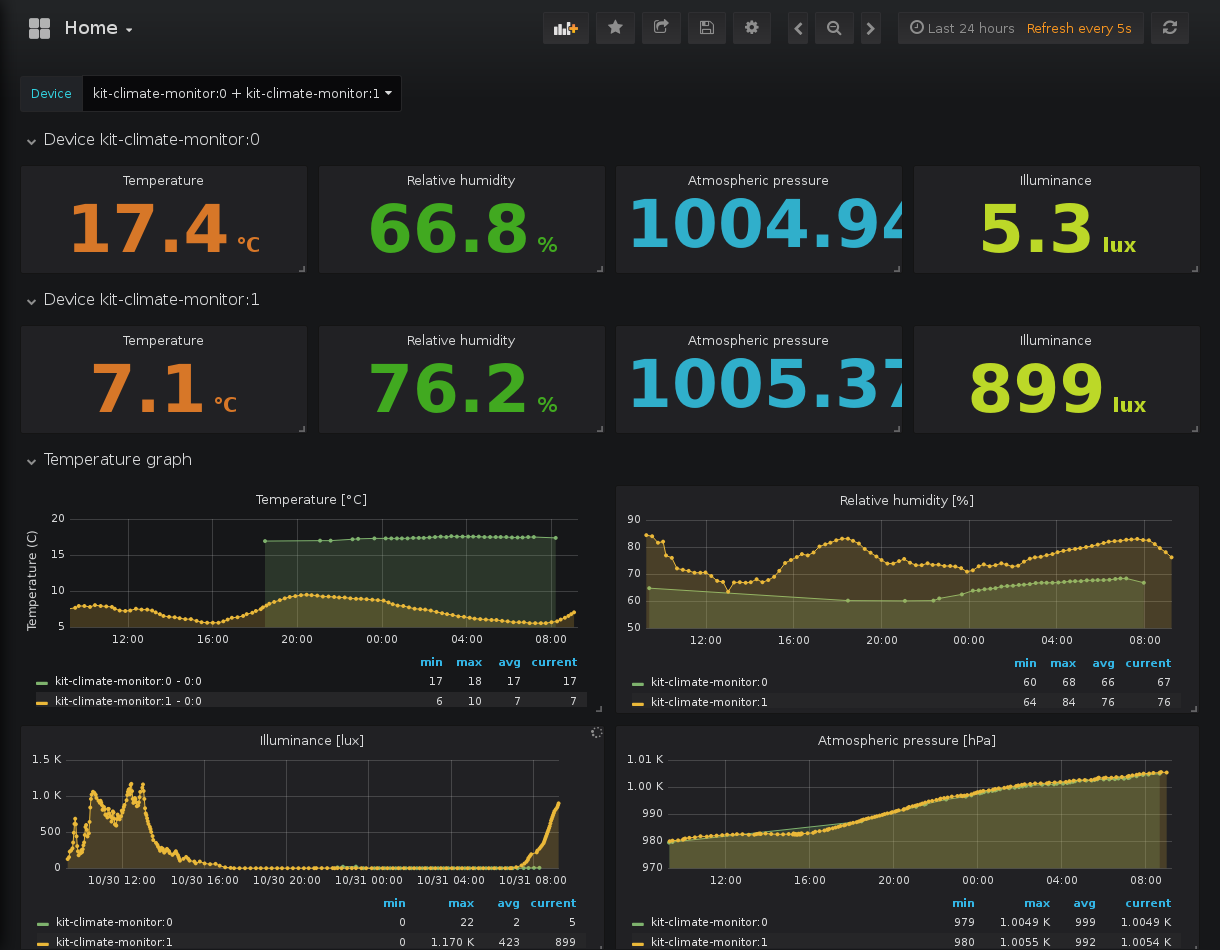 Home
Last 24 hours Refresh every 5s
Device kit-climate-monitor:0 + kit-climate-monitor:1
Device kit-climate-monitor:0
Temperature Relative humidity Atmospheric pressure Illuminance
17.4 °C 66.8 % 1004.94 5.3 lux
Device kit-climate-monitor:1
Temperature Relative humidity Atmospheric pressure Illuminance
7.1 °C 76.2 % 1005.37 899 lux
Temperature graph
Temperature [°C]
Temperature (C)
20
15
10
5
12:00 16:00 20:00 00:00 04:00 08:00
min max avg current
kit-climate-monitor:0 - 0:0 17 18 17 17
kit-climate-monitor:1 - 0:0 6 10 7 7
Relative humidity [%]
90
80
70
60
50
12:00 16:00 20:00 00:00 04:00 08:00
min max avg current
kit-climate-monitor:0 60 68 66 67
kit-climate-monitor:1 64 84 76 76
Illuminance [lux]
1.5 K
1.0 K
500
0
10/30 12:00 10/30 16:00 10/30 20:00 10/31 00:00 10/31 04:00 10/31 08:00
min max avg current
kit-climate-monitor:0 0 22 2 5
kit-climate-monitor:1 0 1.170 K 423 899
Atmospheric pressure [hPa]
1.01 K
1.00 K
990
980
970
12:00 16:00 20:00 00:00 04:00 08:00
min max avg current
kit-climate-monitor:0 979 1.0049 K 999 1.0049 K
kit-climate-monitor:1 980 1.0055 K 992 1.0054 K